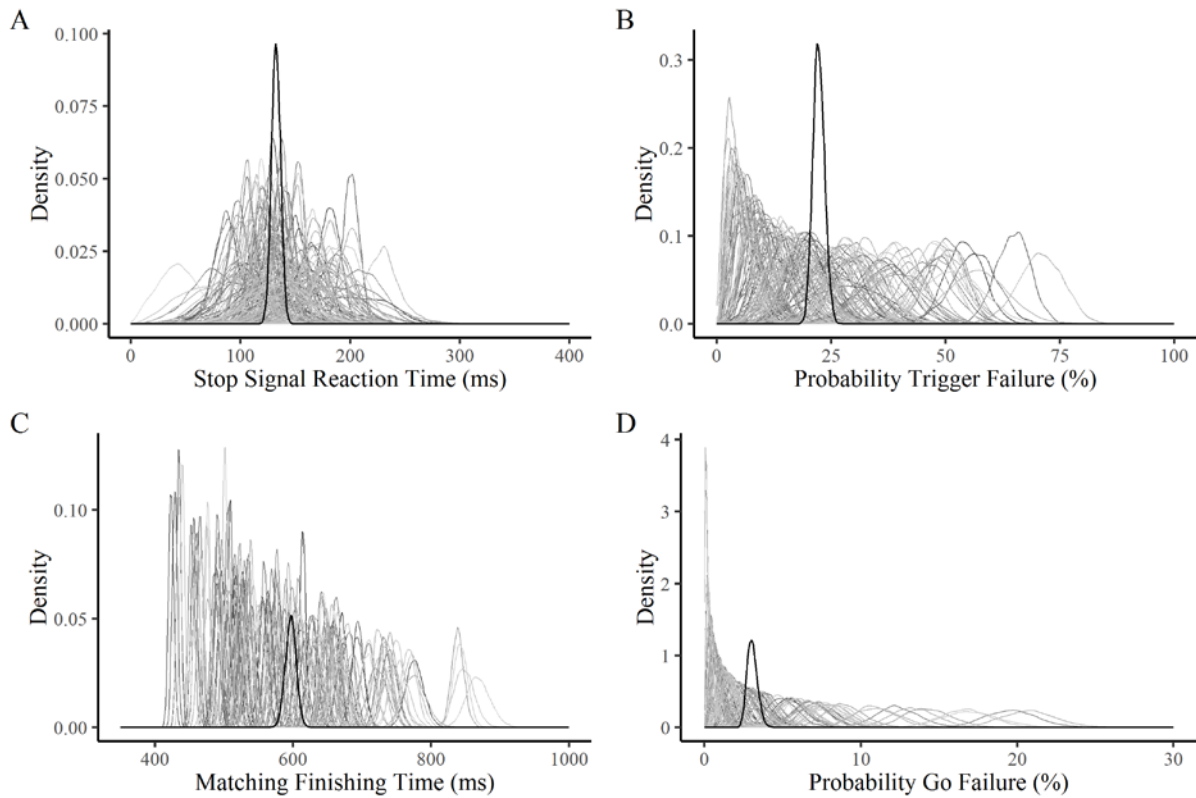 A
Density
0.100
0.075
0.050
0.025
0.000
0 100 200 300 400
Stop Signal Reaction Time (ms)
B
Density
0.3
0.2
0.1
0.0
0 25 50 75 100
Probability Trigger Failure (%)
C
Density
0.10
0.05
0.00
400 600 800 1000
Matching Finishing Time (ms)
D
Density
4
3
2
1
0
0 10 20 30
Probability Go Failure (%)